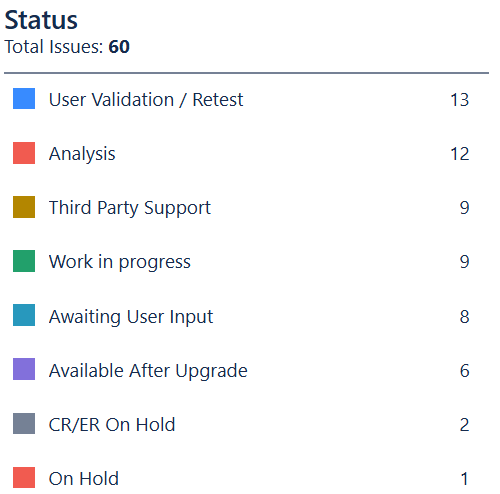 Status
Total Issues: 60
User Validation / Retest 13
Analysis 12
Third Party Support 9
Work in progress 9
Awaiting User Input 8
Available After Upgrade 6
CR/ER On Hold 2
On Hold 1